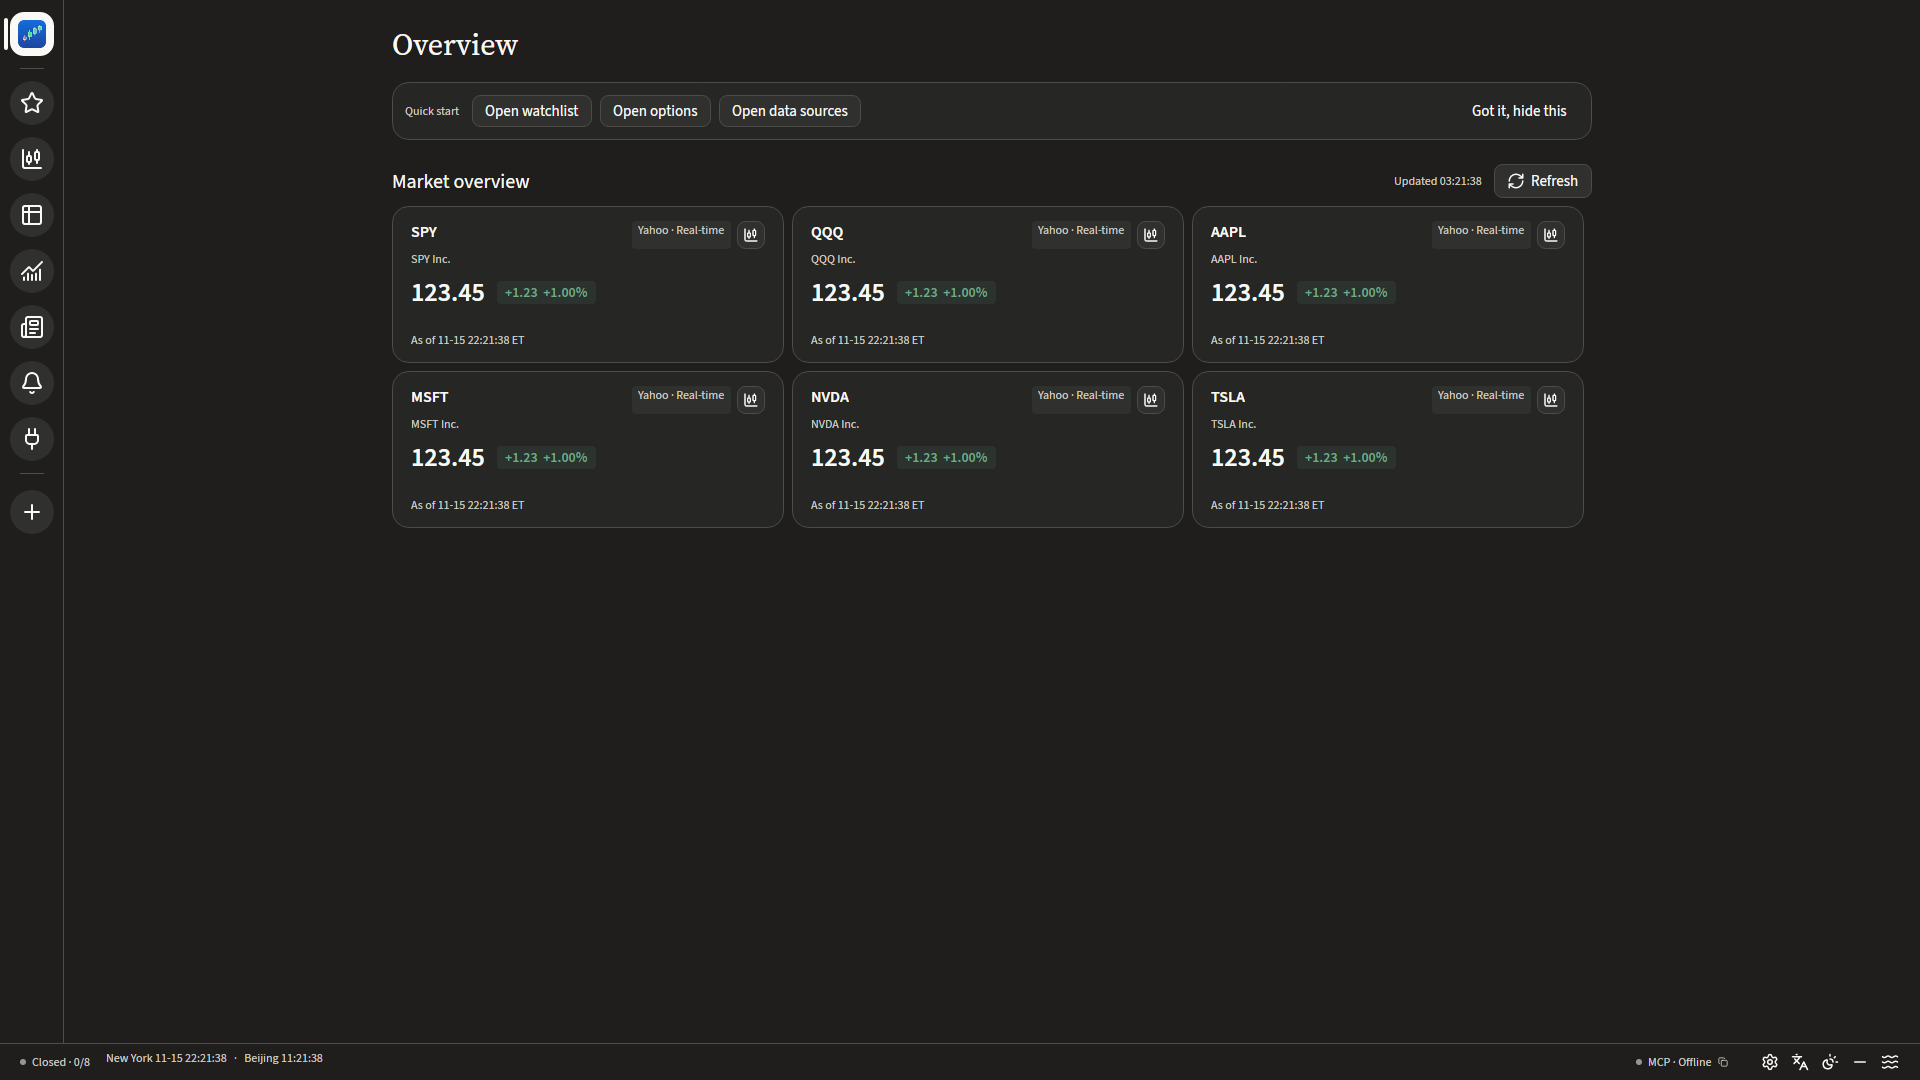 Overview
Quick start
Open watchlist
Open options
Open data sources
Got it, hide this
Market overview
Updated 03:21:38
Refresh
SPY
Yahoo · Real-time
SPY Inc.
123.45
+1.23 +1.00%
As of 11-15 22:21:38 ET
QQQ
Yahoo · Real-time
QQQ Inc.
123.45
+1.23 +1.00%
As of 11-15 22:21:38 ET
AAPL
Yahoo · Real-time
AAPL Inc.
123.45
+1.23 +1.00%
As of 11-15 22:21:38 ET
MSFT
Yahoo · Real-time
MSFT Inc.
123.45
+1.23 +1.00%
As of 11-15 22:21:38 ET
NVDA
Yahoo · Real-time
NVDA Inc.
123.45
+1.23 +1.00%
As of 11-15 22:21:38 ET
TSLA
Yahoo · Real-time
TSLA Inc.
123.45
+1.23 +1.00%
As of 11-15 22:21:38 ET
Closed · 0/8
New York 11-15 22:21:38 · Beijing 11:21:38
MCP · Offline